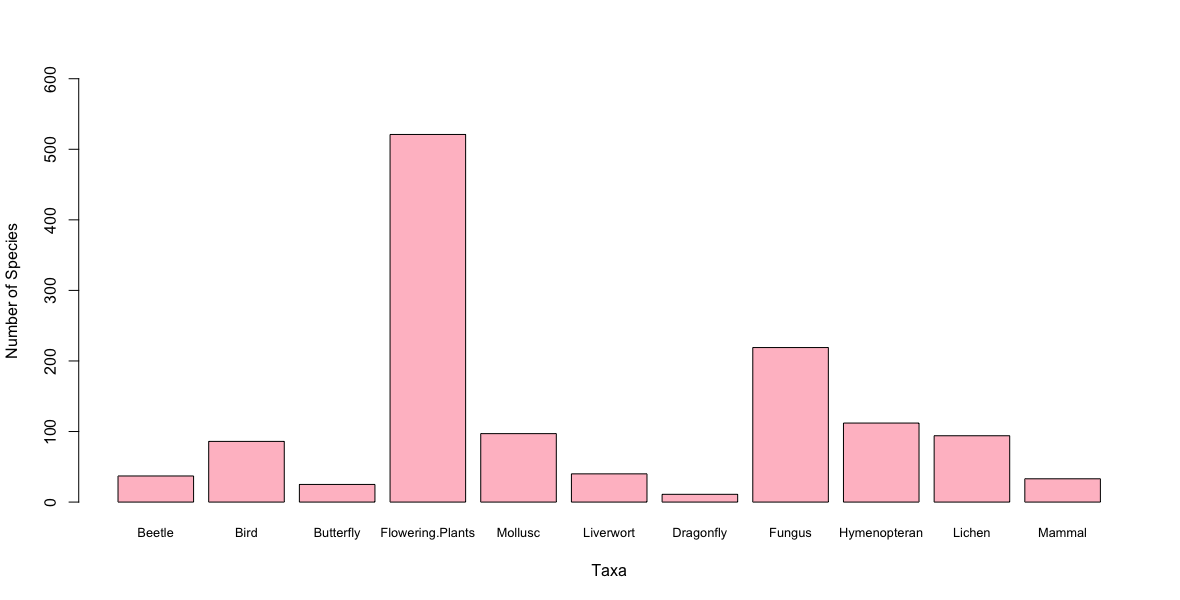 Number of Species
600
500
400
300
200
100
0
Beetle Bird Butterfly Flowering.Plants Mollusc Liverwort Dragonfly Fungus Hymenopteran Lichen Mammal
Taxa